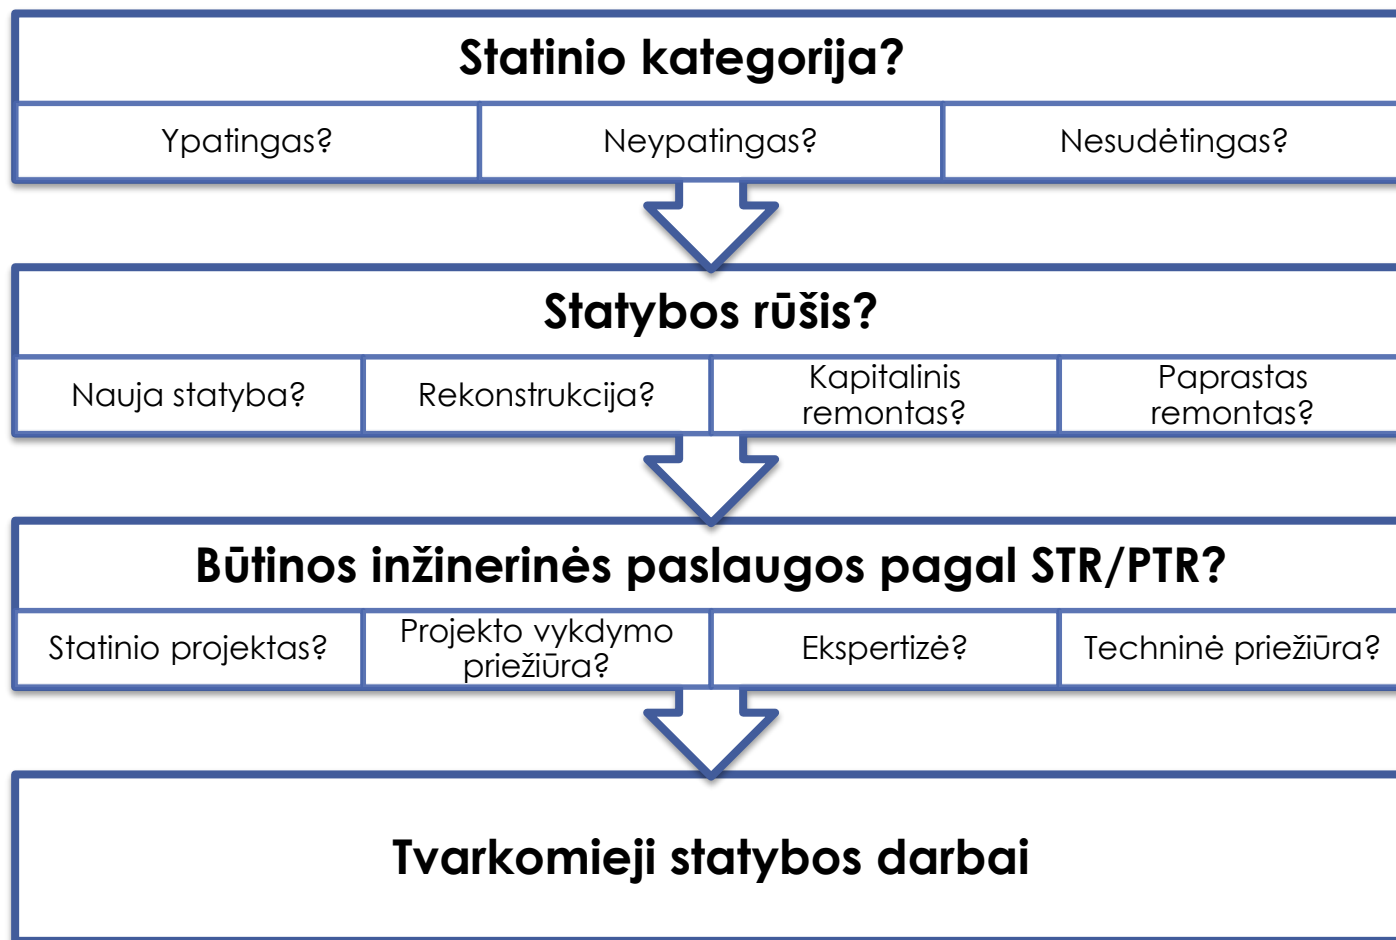 Statinio kategorija?
Ypatingas?
Neypatingas?
Nesudėtingas?
Statybos rūšis?
Nauja statyba?
Rekonstrukcija?
Kapitalinis
remontas?
Paprastas
remontas?
Būtinos inžinerinės paslaugos pagal STR/PTR?
Statinio projektas?
Projekto vykdymo
priežiūra?
Ekspertizė?
Techninė priežiūra?
Tvarkomieji statybos darbai